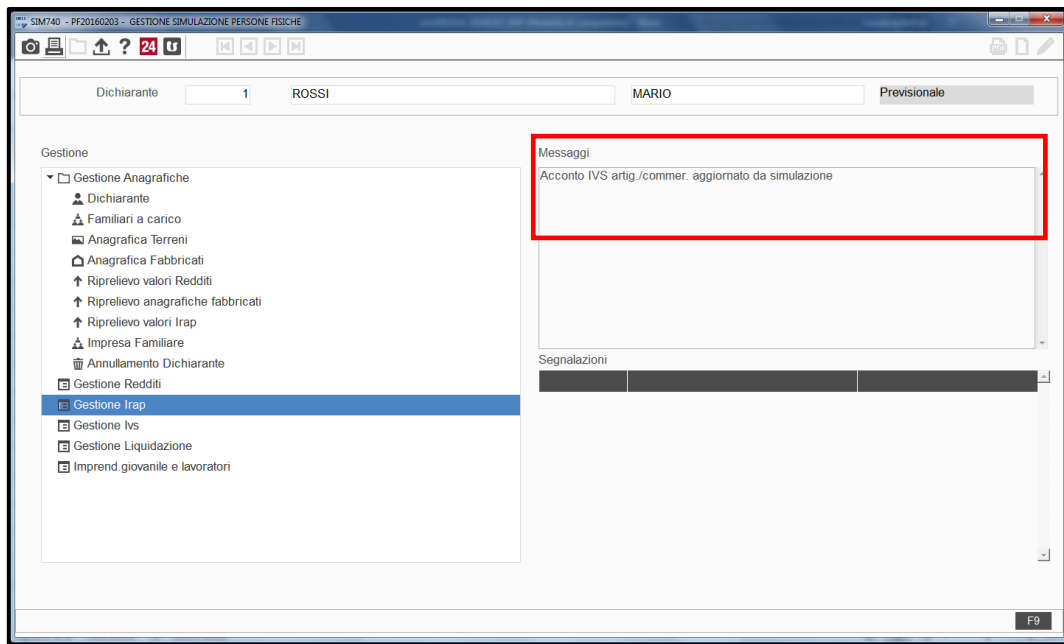 SIM740 - PF20160203 - GESTIONE SIMULAZIONE PERSONE FISICHE
? 24
PDF
Dichiarante 1 ROSSI MARIO Previsionale
Gestione
Gestione Anagrafiche
Dichiarante
Familiari a carico
Anagrafica Terreni
Anagrafica Fabbricati
Riprelievo valori Redditi
Riprelievo anagrafiche fabbricati
Riprelievo valori Irap
Impresa Familiare
Annullamento Dichiarante
Gestione Redditi
Gestione Irap
Gestione Ivs
Gestione Liquidazione
Imprend.giovanile e lavoratori
Messaggi
Acconto IVS artig./commer. aggiornato da simulazione
Segnalazioni
F9